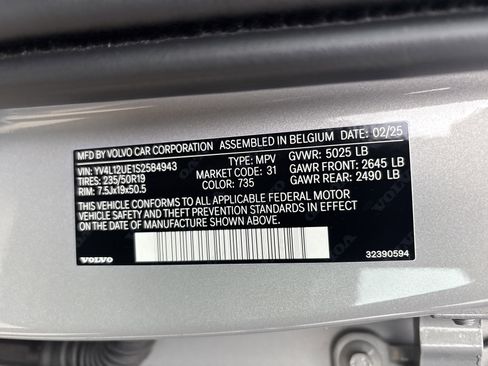 MFD BY VOLVO CAR CORPORATION ASSEMBLED IN BELGIUM DATE: 02/25
VIN: YV4L12UE1S2584943 TYPE: MPV GVWR: 5025 LB
TIRES: 235/50R19 MARKET CODE: 31 GAWR FRONT: 2645 LB
RIM: 7.5Jx19x50.5 COLOR: 735 GAWR REAR: 2490 LB
THIS VEHICLE CONFORMS TO ALL APPLICABLE FEDERAL MOTOR
VEHICLE SAFETY AND THEFT PREVENTION STANDARDS IN EFFECT
ON THE DATE OF MANUFACTURE SHOWN ABOVE.
VOLVO 32390594